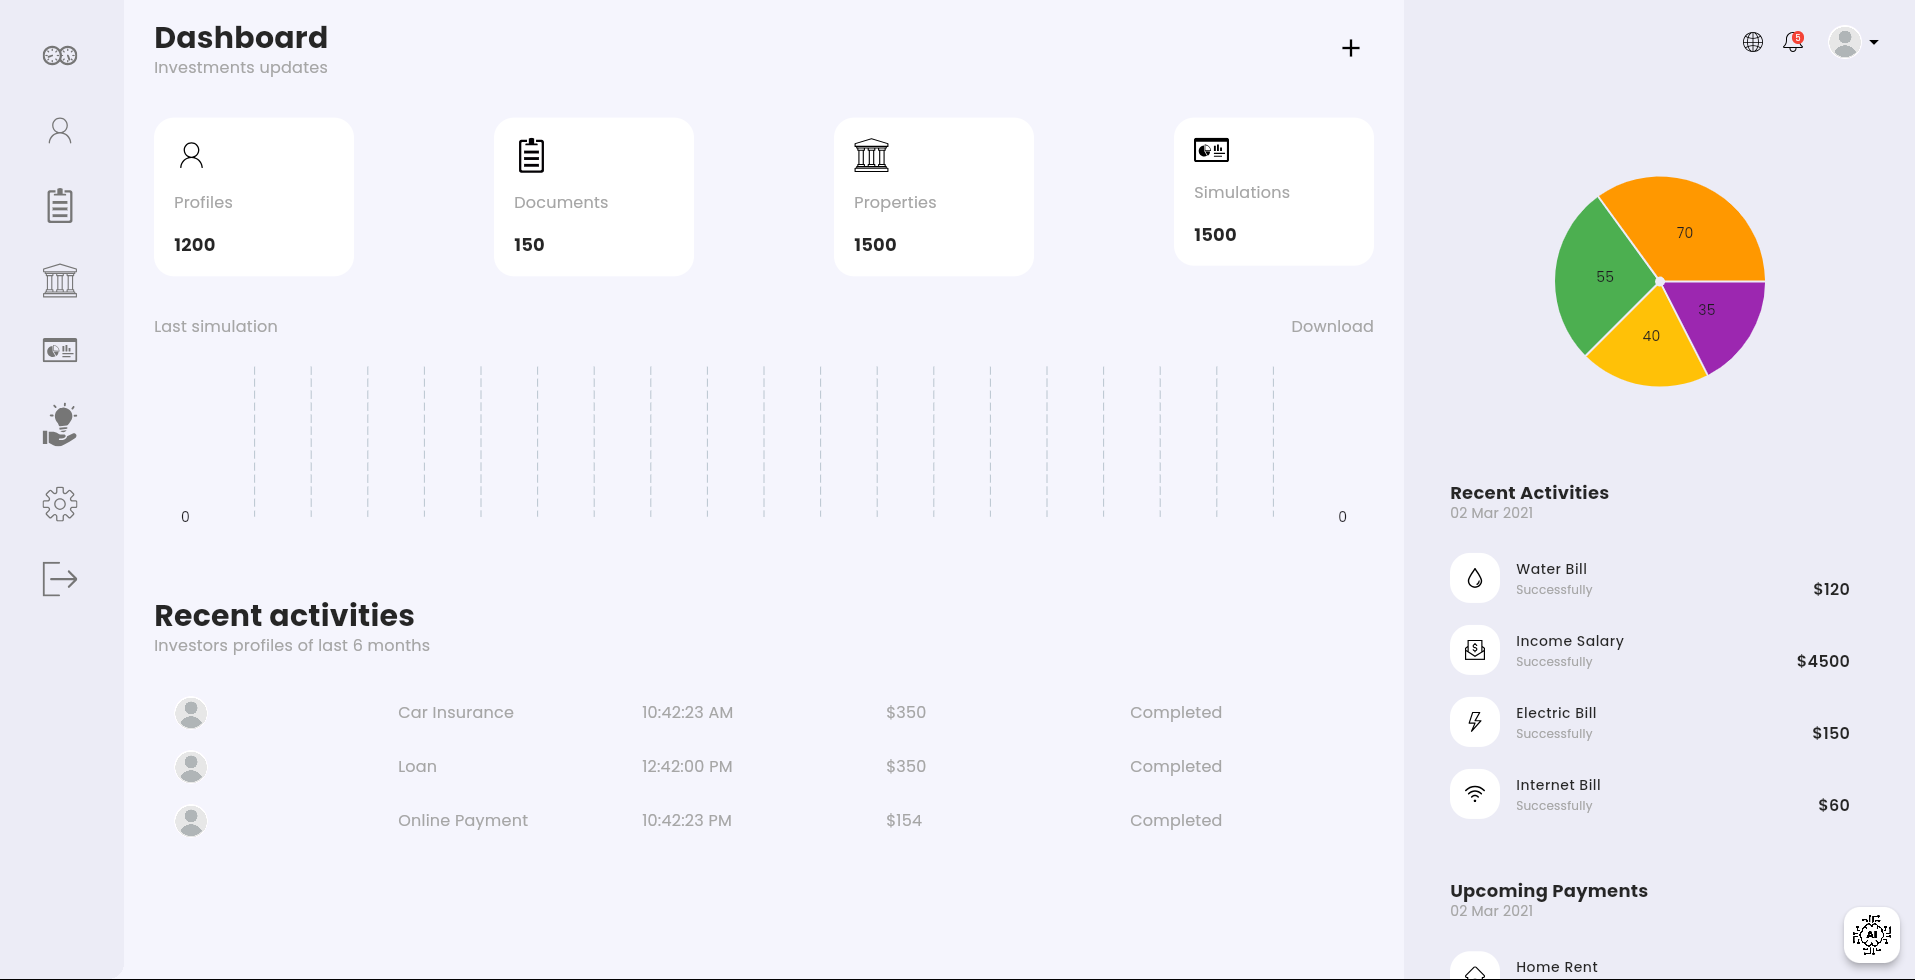 Dashboard
Investments updates
5
Profiles
1200
Documents
150
Properties
1500
Simulations
1500
Last simulation
Download
0
0
70
55
35
40
Recent activities
Investors profiles of last 6 months
Car Insurance 10:42:23 AM $350 Completed
Loan 12:42:00 PM $350 Completed
Online Payment 10:42:23 PM $154 Completed
Recent Activities
02 Mar 2021
Water Bill
Successfully
$120
Income Salary
Successfully
$4500
Electric Bill
Successfully
$150
Internet Bill
Successfully
$60
Upcoming Payments
02 Mar 2021
Home Rent
AI